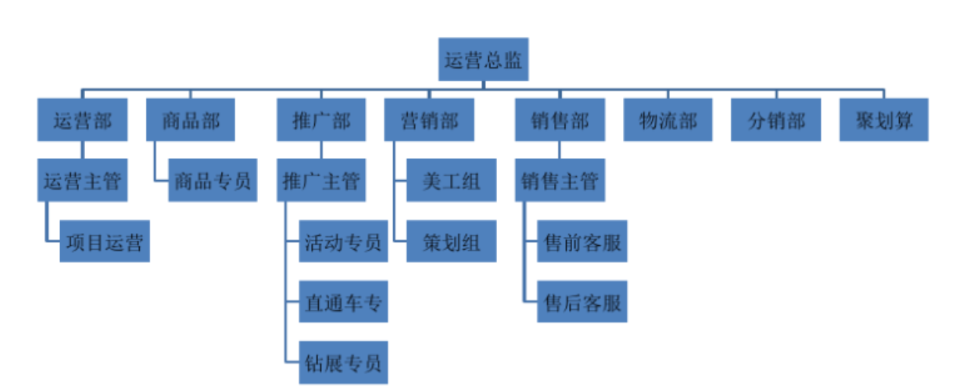 运营总监
运营部
商品部
推广部
营销部
销售部
物流部
分销部
聚划算
运营主管
商品专员
推广主管
美工组
销售主管
项目运营
活动专员
策划组
售前客服
直通车专
售后客服
钻展专员